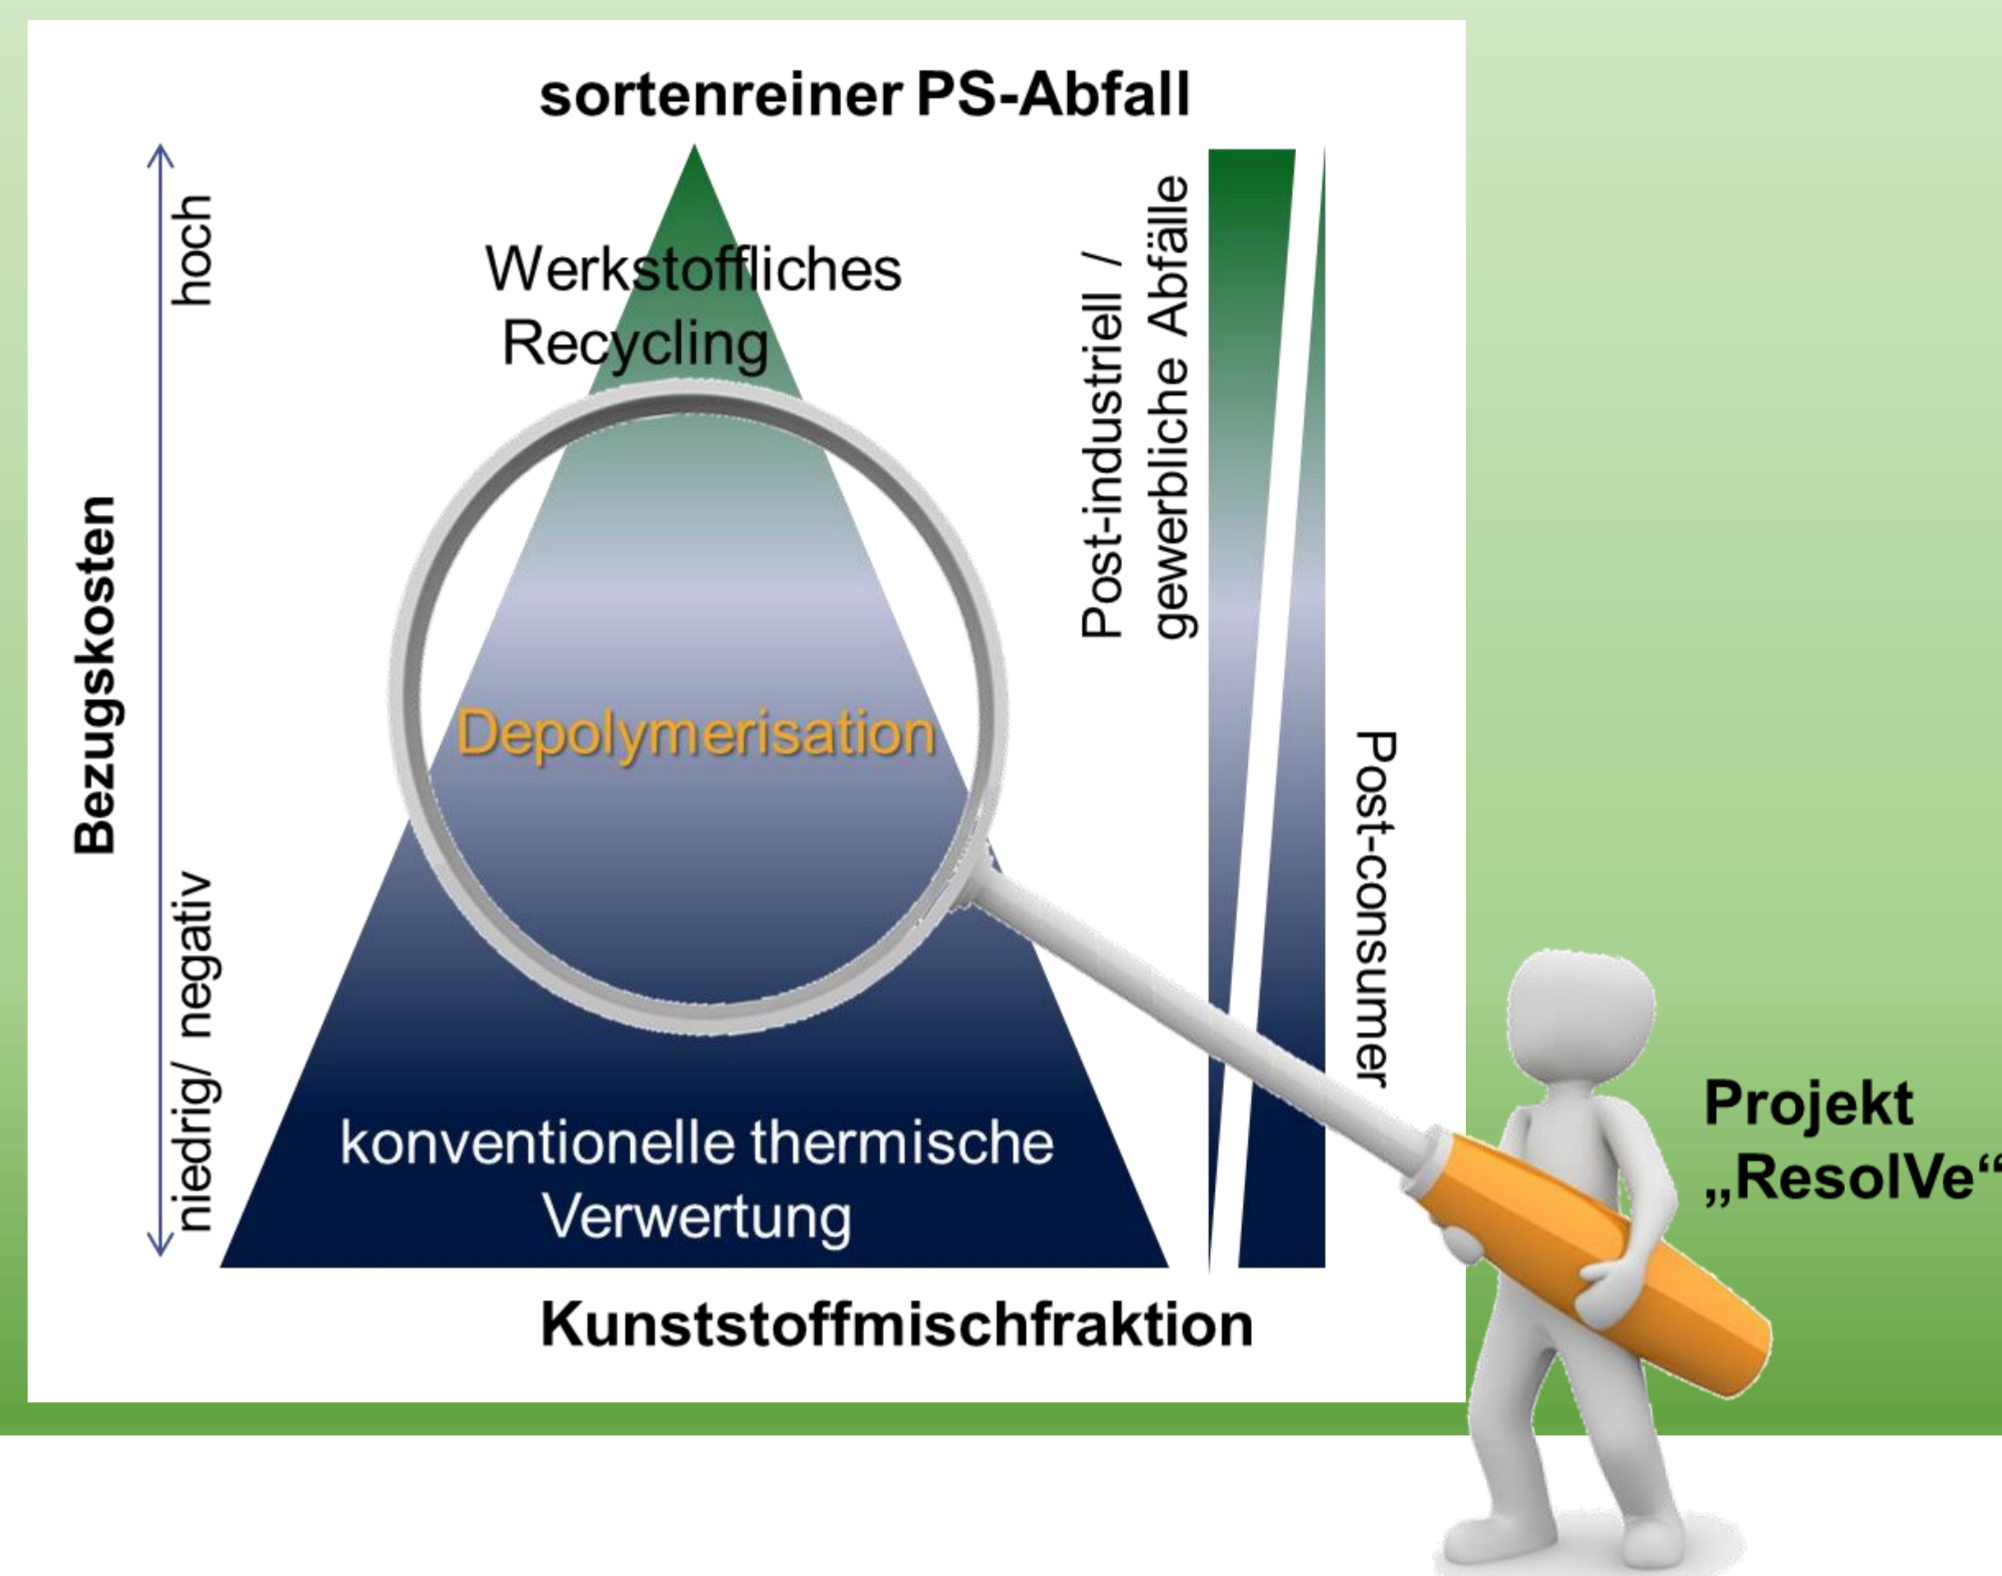 sortenreiner PS-Abfall
hoch
Bezugskosten
niedrig/ negativ
Werkstoffliches
Recycling
Depolymerisation
konventionelle thermische
Verwertung
Post-industriell /
gewerbliche Abfälle
Post-consumer
Kunststoffmischfraktion
Projekt
„ResolVe“